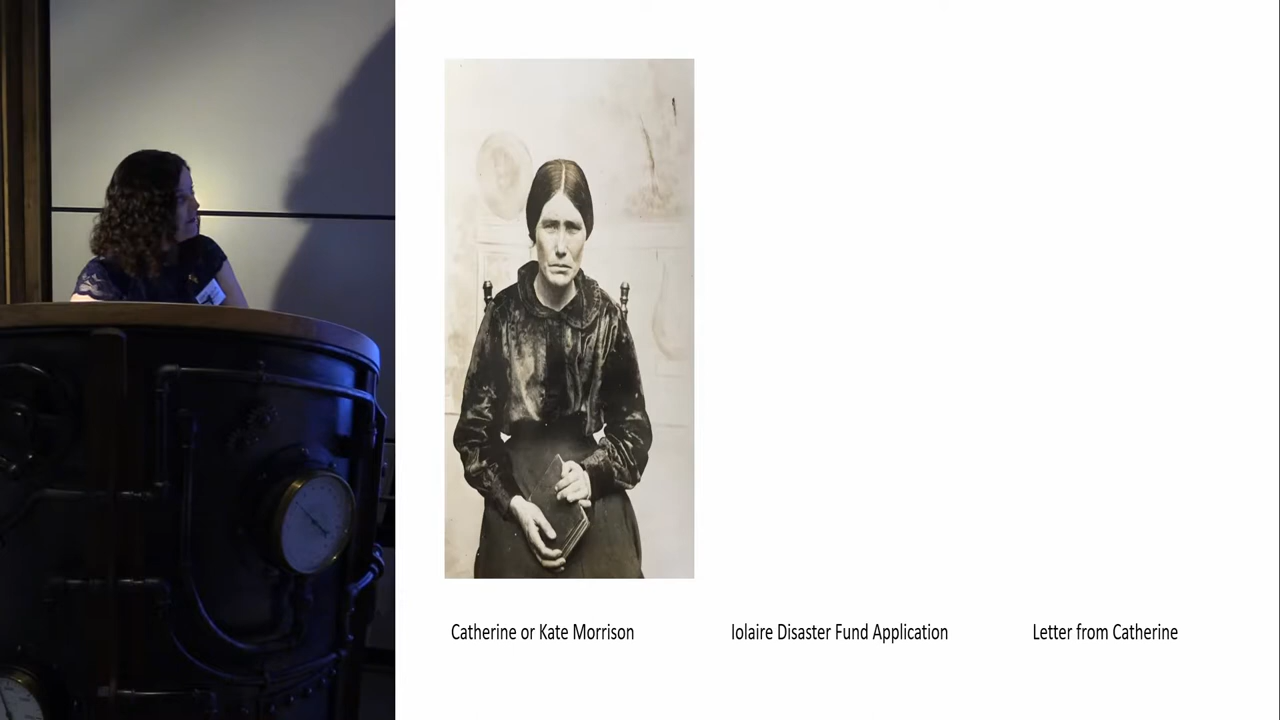 Catherine or Kate Morrison
Iolaire Disaster Fund Application
Letter from Catherine